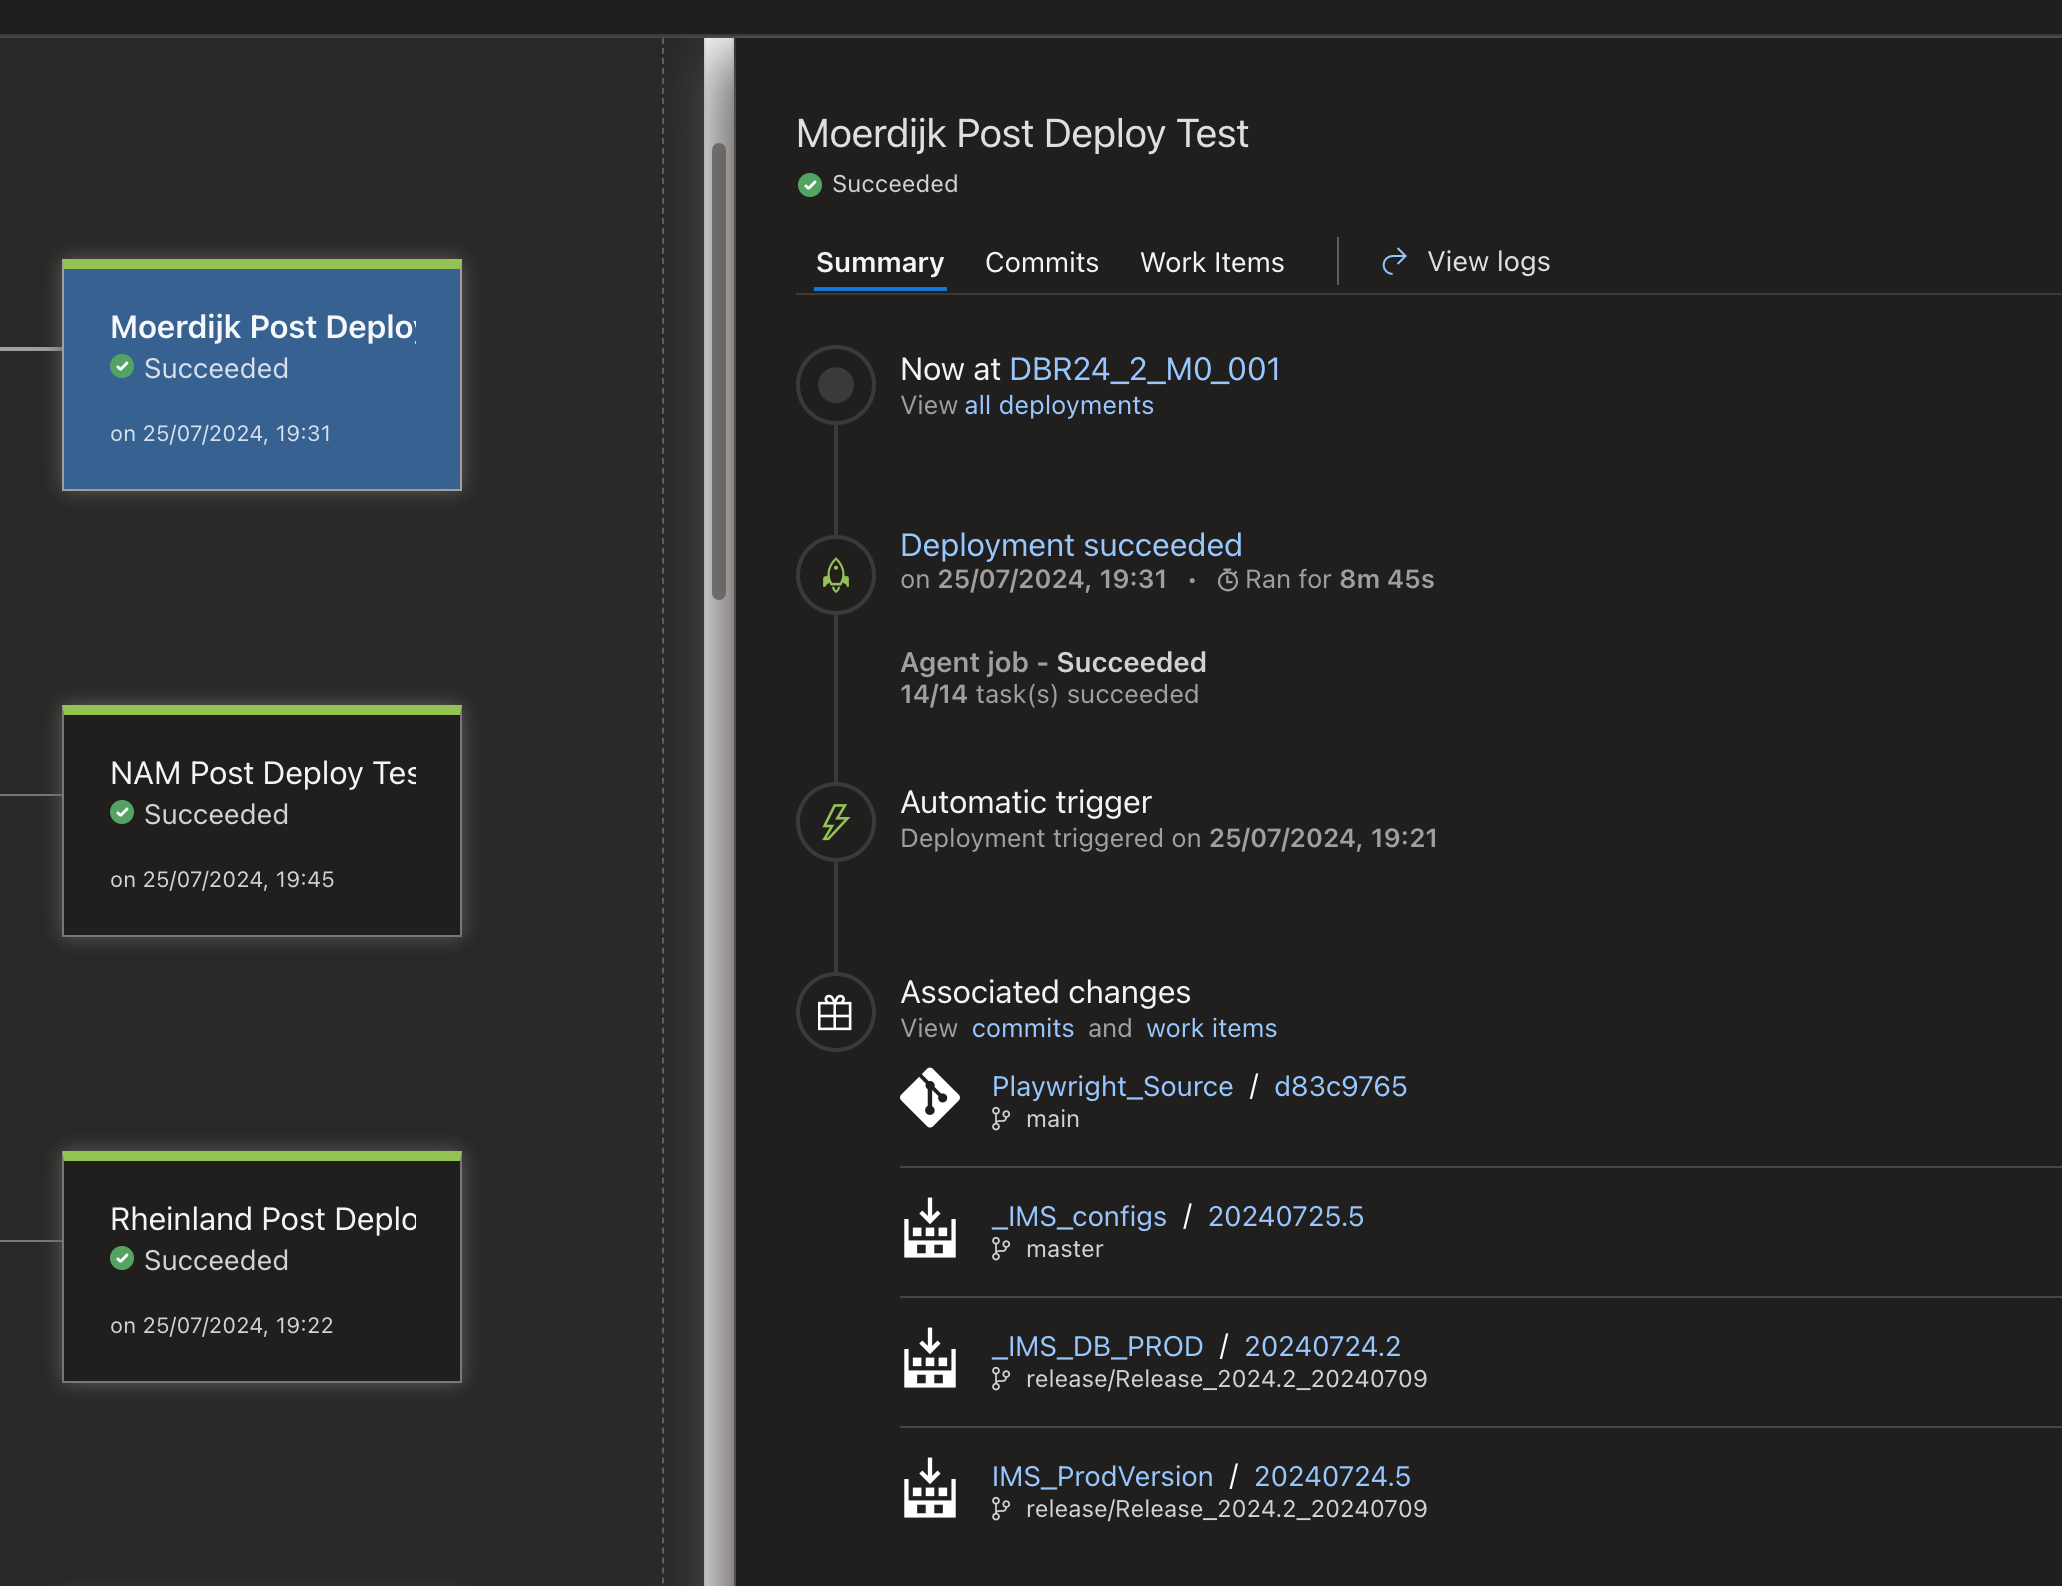 Moerdijk Post Deploy
Succeeded
on 25/07/2024, 19:31
NAM Post Deploy Tes
Succeeded
on 25/07/2024, 19:45
Rheinland Post Deplo
Succeeded
on 25/07/2024, 19:22
Moerdijk Post Deploy Test
Succeeded
Summary Commits Work Items View logs
Now at DBR24_2_M0_001
View all deployments
Deployment succeeded
on 25/07/2024, 19:31 · Ran for 8m 45s
Agent job - Succeeded
14/14 task(s) succeeded
Automatic trigger
Deployment triggered on 25/07/2024, 19:21
Associated changes
View commits and work items
Playwright_Source / d83c9765
main
_IMS_configs / 20240725.5
master
_IMS_DB_PROD / 20240724.2
release/Release_2024.2_20240709
IMS_ProdVersion / 20240724.5
release/Release_2024.2_20240709